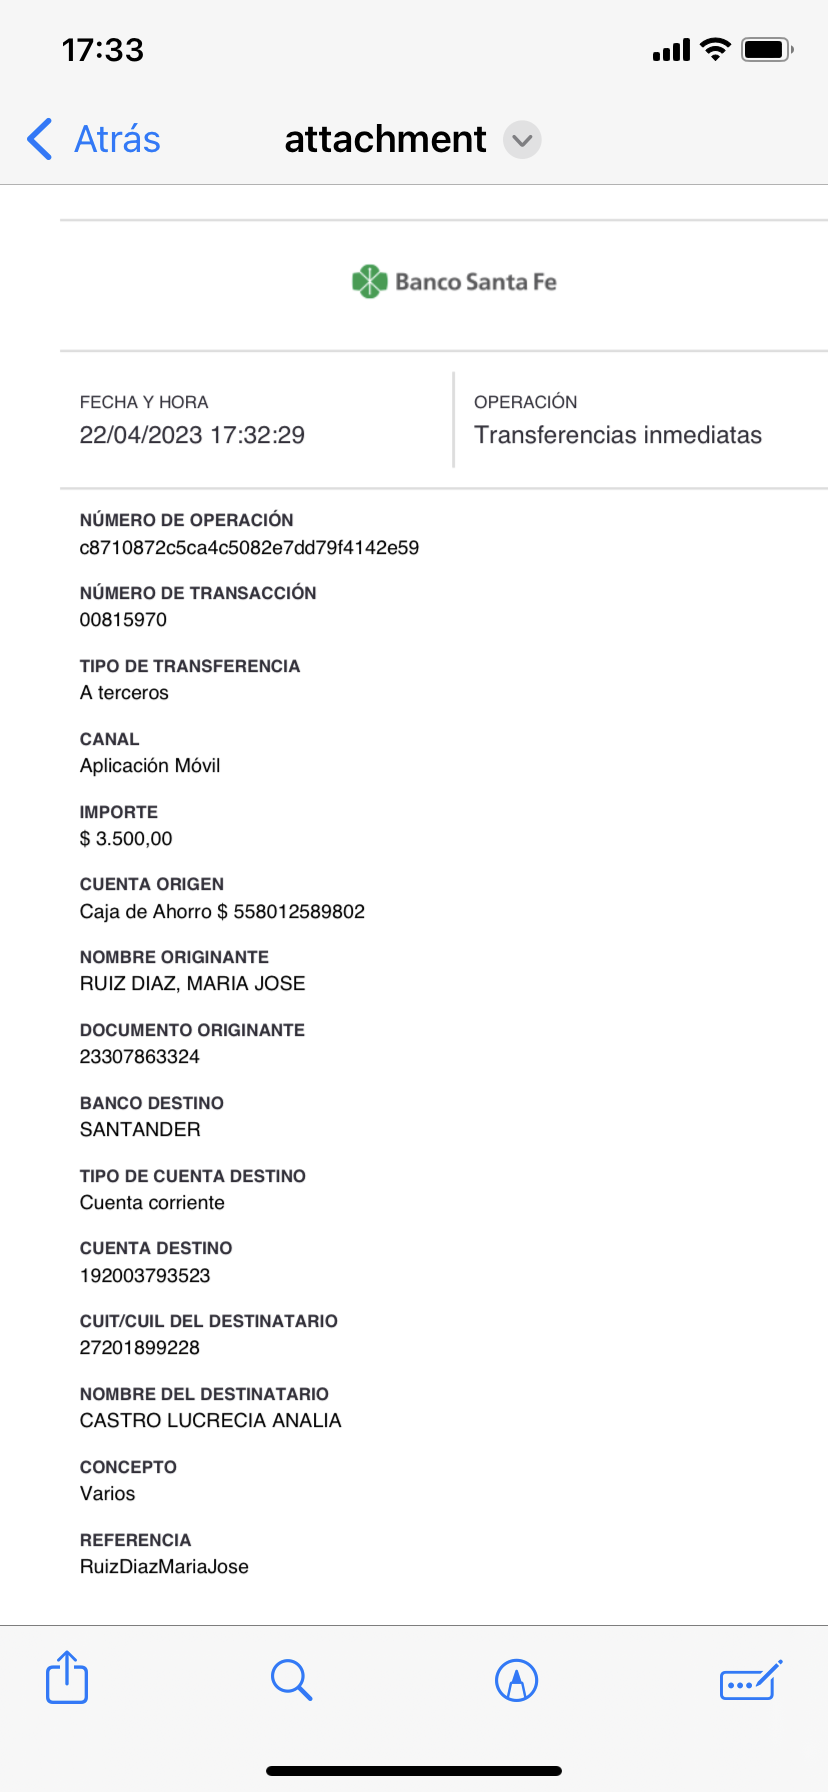 17:33
Atrás
attachment
Banco Santa Fe
FECHA Y HORA
22/04/2023 17:32:29
OPERACIÓN
Transferencias inmediatas
NÚMERO DE OPERACIÓN
c8710872c5ca4c5082e7dd79f4142e59
NÚMERO DE TRANSACCIÓN
00815970
TIPO DE TRANSFERENCIA
A terceros
CANAL
Aplicación Móvil
IMPORTE
$ 3.500,00
CUENTA ORIGEN
Caja de Ahorro $ 558012589802
NOMBRE ORIGINANTE
RUIZ DIAZ, MARIA JOSE
DOCUMENTO ORIGINANTE
23307863324
BANCO DESTINO
SANTANDER
TIPO DE CUENTA DESTINO
Cuenta corriente
CUENTA DESTINO
192003793523
CUIT/CUIL DEL DESTINATARIO
27201899228
NOMBRE DEL DESTINATARIO
CASTRO LUCRECIA ANALIA
CONCEPTO
Varios
REFERENCIA
RuizDiazMariaJose